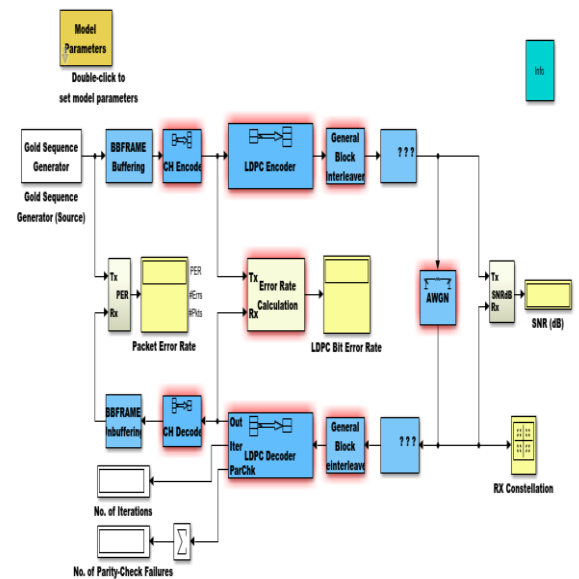 Model
Parameters
Double-click to
set model parameters
Info
Gold Sequence
Generator
Gold Sequence
Generator (Source)
BBFRAME
Buffering
CH Encode
LDPC Encoder
General
Block
Interleaver
???
Tx
PER
Rx
PER
#Errs
#Pkts
Packet Error Rate
Tx
Error Rate
Calculation
Rx
LDPC Bit Error Rate
AWGN
Tx
SNRdB
Rx
SNR (dB)
BBFRAME
Unbuffering
CH Decode
Out
Iter
LDPC Decoder
ParChk
General
Block
einterleave
???
RX Constellation
No. of Iterations
Σ
No. of Parity-Check Failures